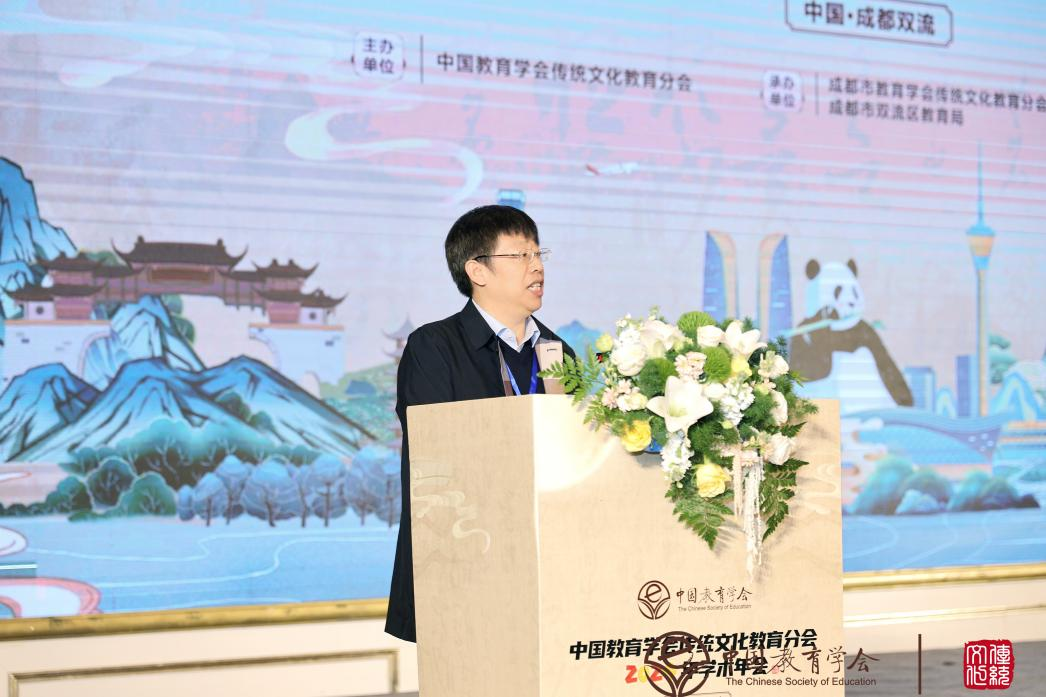 中国·成都双流
主办
单位
中国教育学会传统文化教育分会
承办
单位
成都市教育学会传统文化教育分会
成都市双流区教育局
中国教育学会
The Chinese Society of Education
中国教育学会传统文化教育分会
年学术年会
中国教育学会
The Chinese Society of Education
傳統
文化